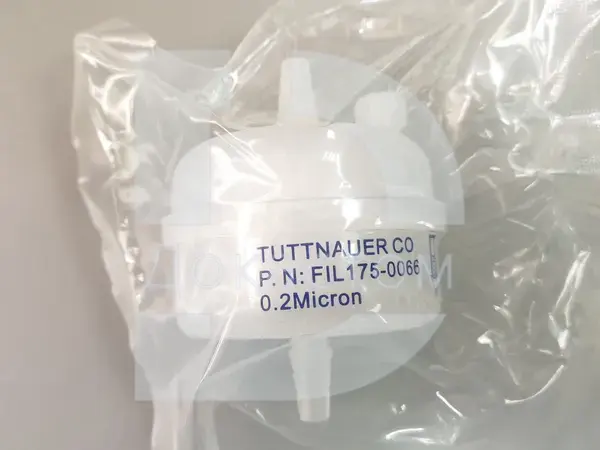 TUTTNAUER CO
P. N: FIL175-0066
0.2Micron